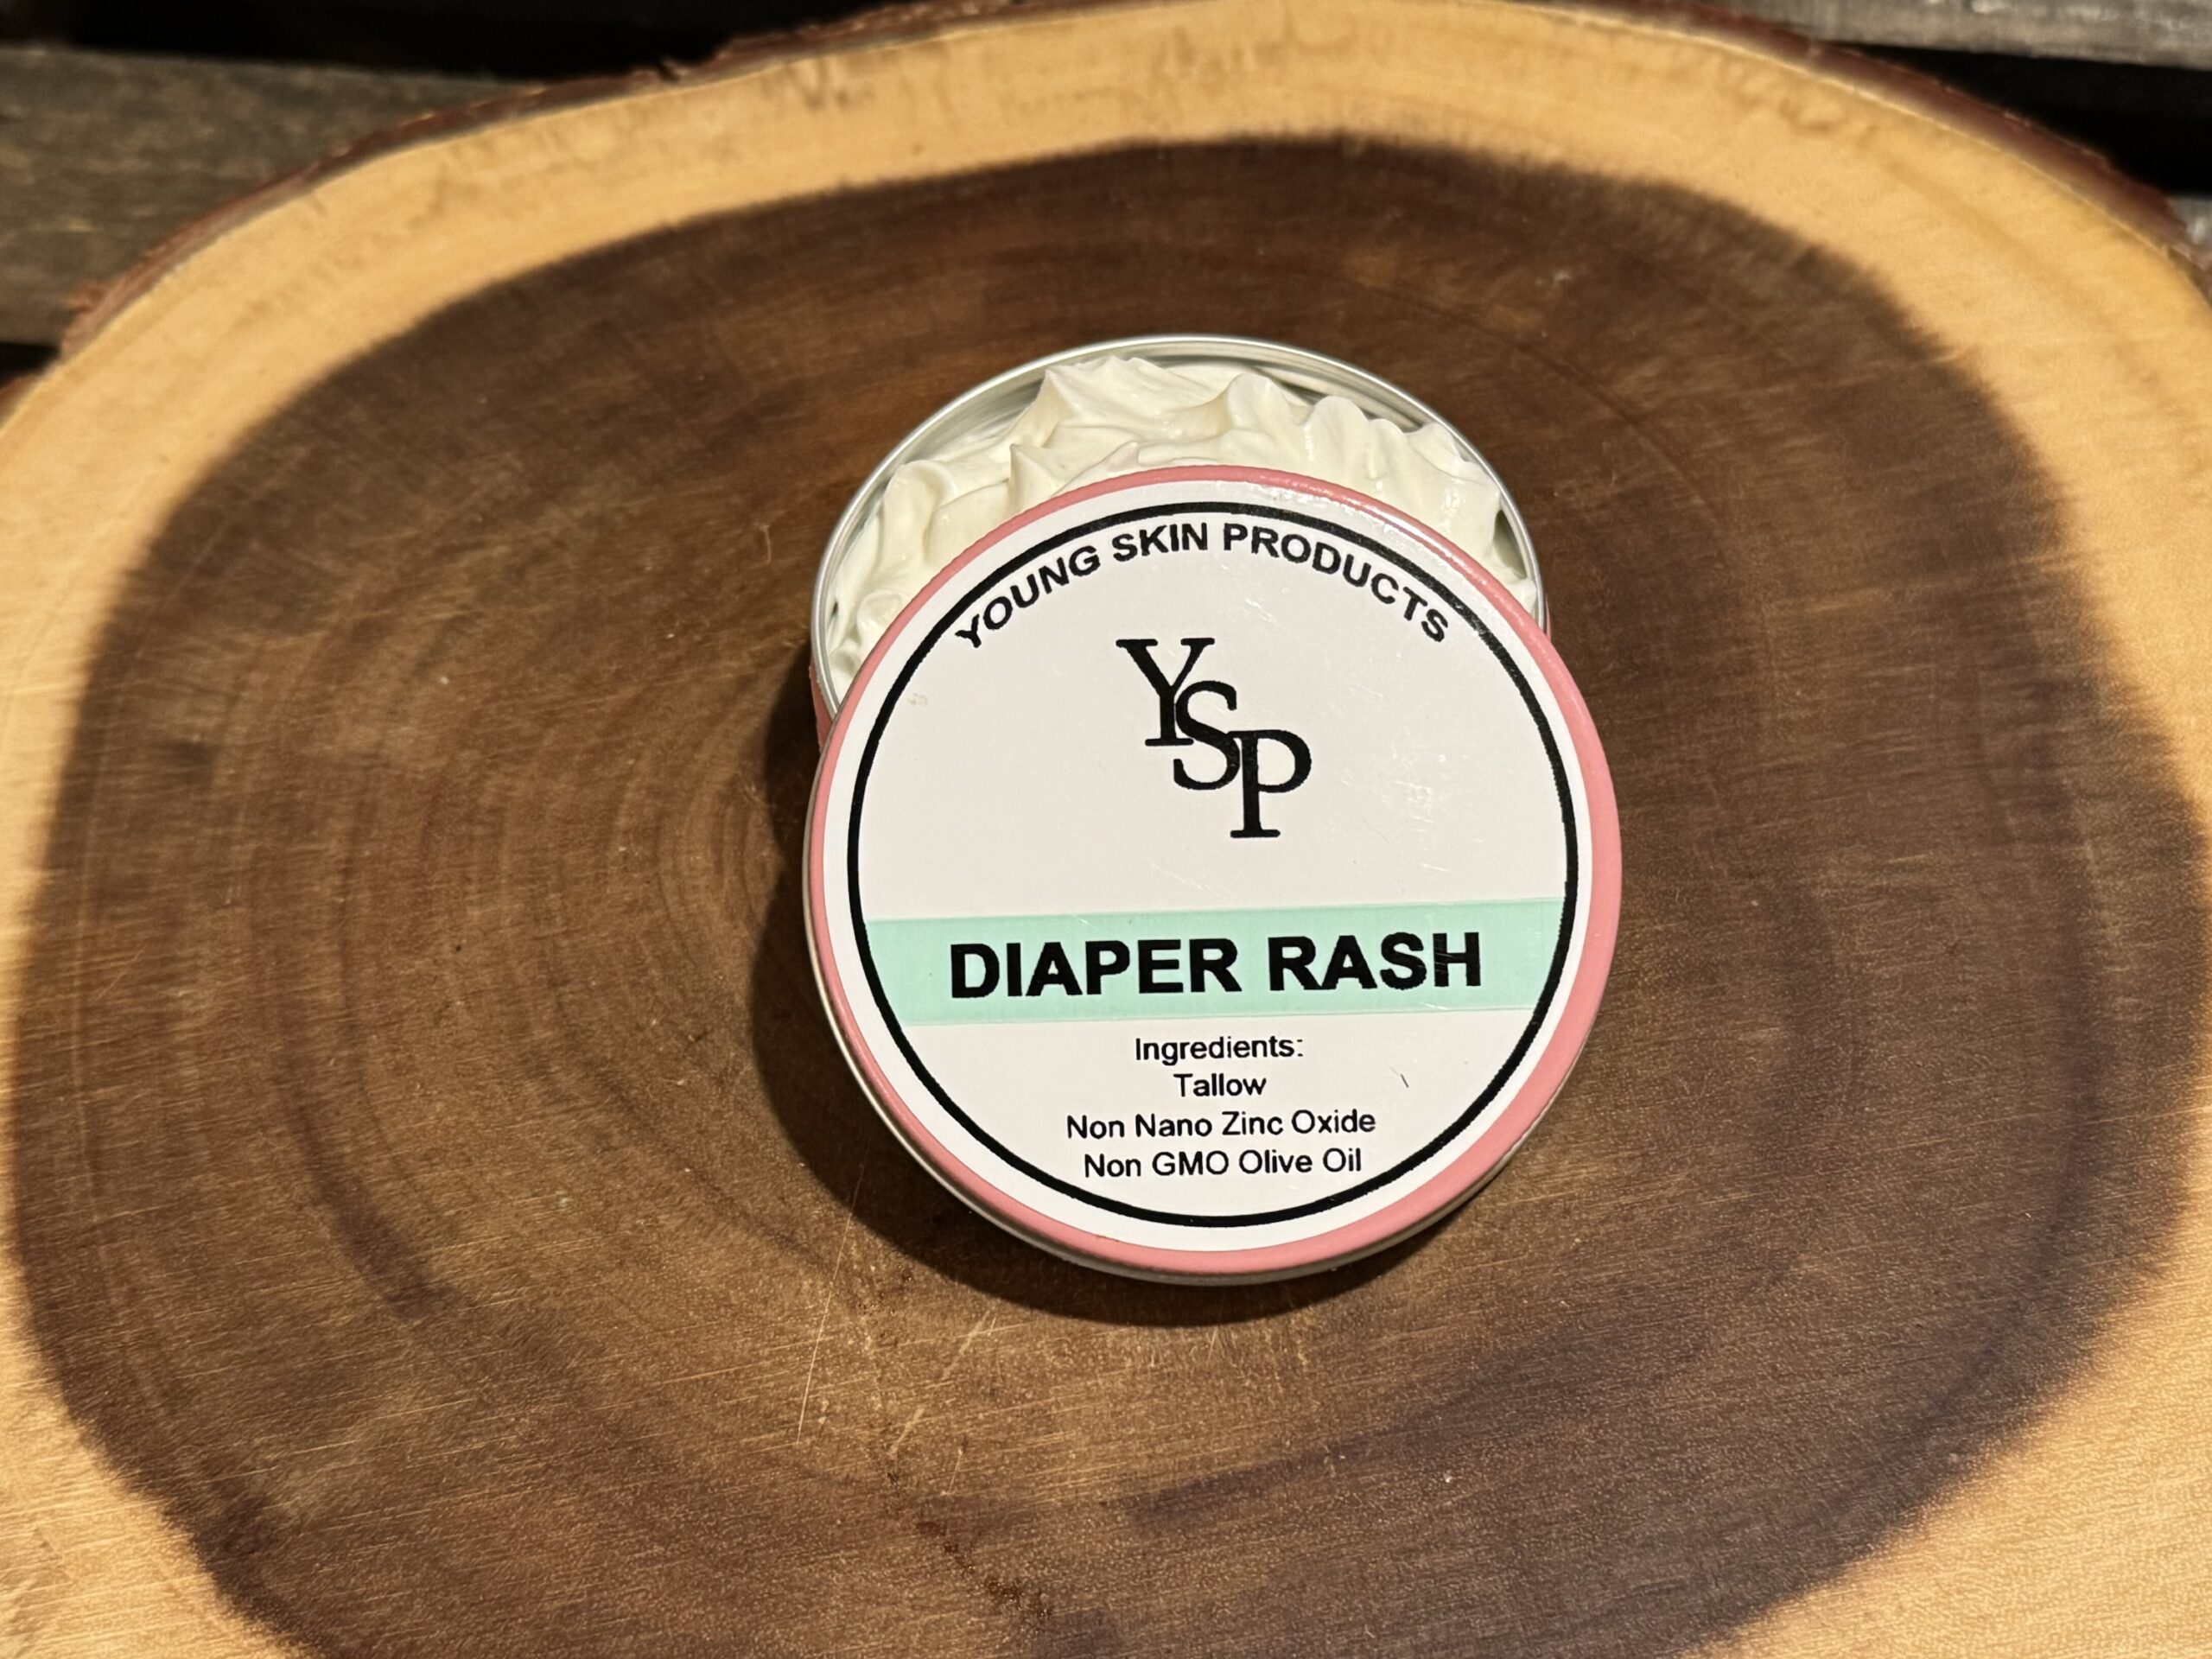 YOUNG SKIN PRODUCTS
YSP
DIAPER RASH
Ingredients:
Tallow
Non Nano Zinc Oxide
Non GMO Olive Oil